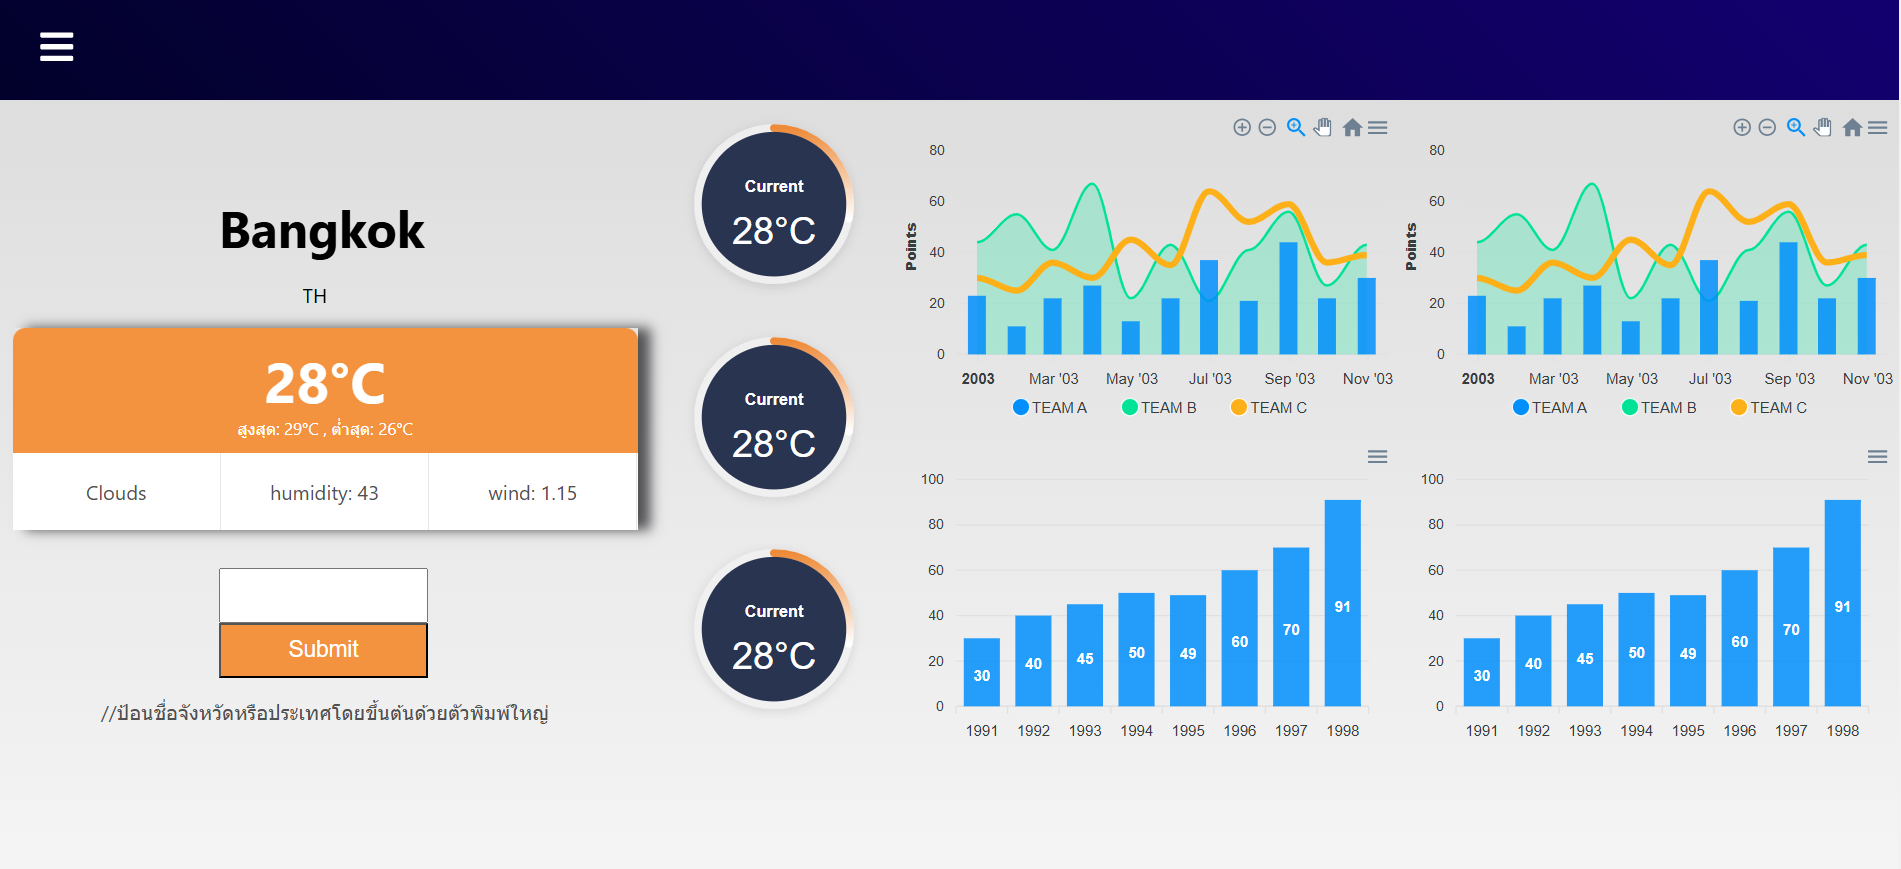 Bangkok
TH
28°C
สูงสุด: 29°C , ต่ำสุด: 26°C
Clouds
humidity: 43
wind: 1.15
Submit
//ป้อนชื่อจังหวัดหรือประเทศโดยขึ้นต้นด้วยตัวพิมพ์ใหญ่
Current
28°C
Current
28°C
Current
28°C
80
60
40
20
0
Points
2003 Mar '03 May '03 Jul '03 Sep '03 Nov '03
TEAM A TEAM B TEAM C
80
60
40
20
0
Points
2003 Mar '03 May '03 Jul '03 Sep '03 Nov '03
TEAM A TEAM B TEAM C
100
80
60
40
20
0
30 40 45 50 49 60 70 91
1991 1992 1993 1994 1995 1996 1997 1998
100
80
60
40
20
0
30 40 45 50 49 60 70 91
1991 1992 1993 1994 1995 1996 1997 1998